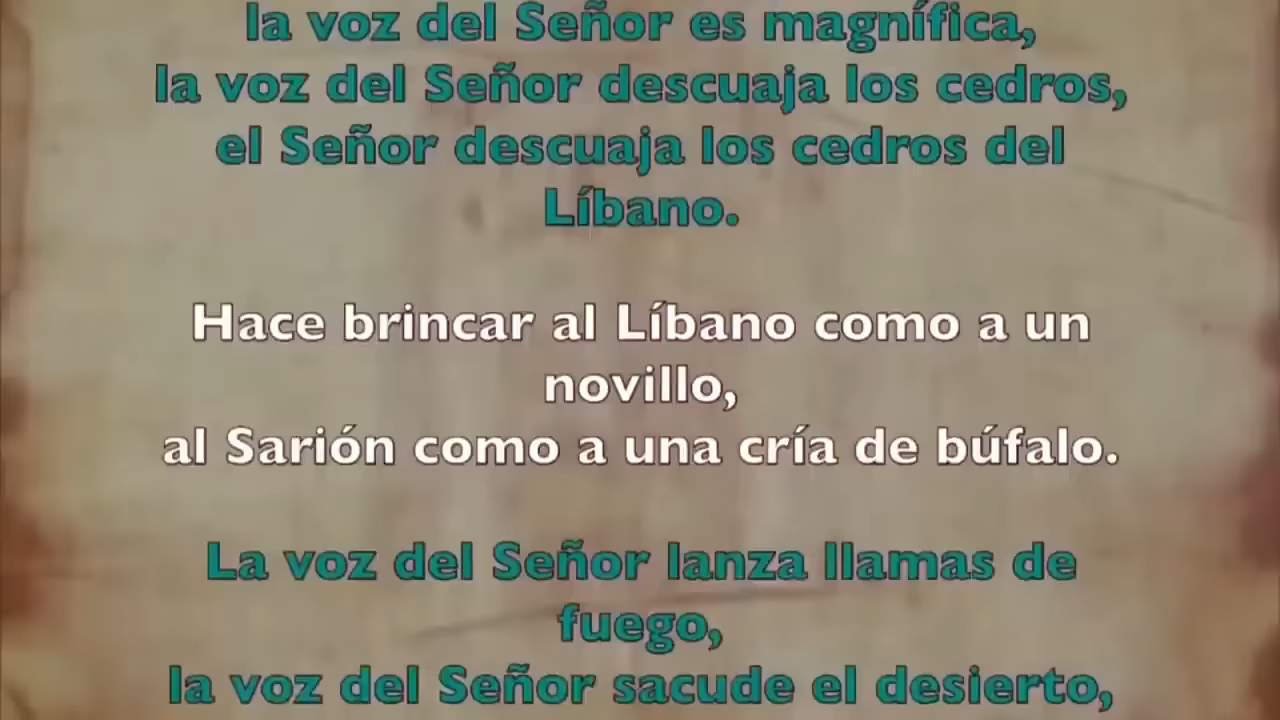 la voz del Señor es magnífica,
la voz del Señor descuaja los cedros,
el Señor descuaja los cedros del
Líbano.
Hace brincar al Líbano como a un
novillo,
al Sarión como a una cría de búfalo.
La voz del Señor lanza llamas de
fuego,
la voz del Señor sacude el desierto,